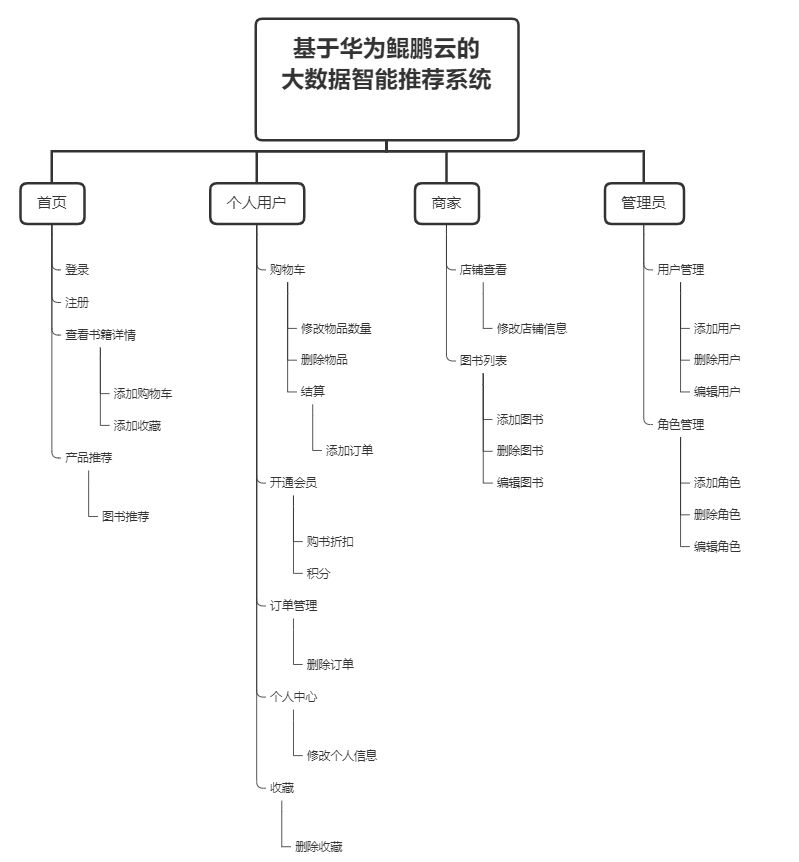 基于华为鲲鹏云的
大数据智能推荐系统
首页
登录
注册
查看书籍详情
添加购物车
添加收藏
产品推荐
图书推荐
个人用户
购物车
修改物品数量
删除物品
结算
添加订单
开通会员
购书折扣
积分
订单管理
删除订单
个人中心
修改个人信息
收藏
删除收藏
商家
店铺查看
修改店铺信息
图书列表
添加图书
删除图书
编辑图书
管理员
用户管理
添加用户
删除用户
编辑用户
角色管理
添加角色
删除角色
编辑角色